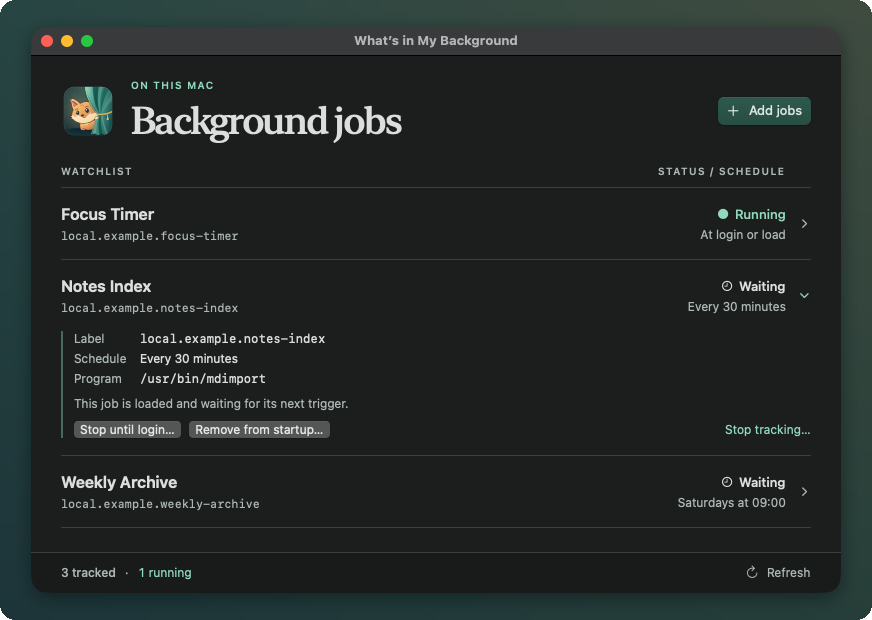 What's in My Background
ON THIS MAC
Background jobs
+ Add jobs
WATCHLIST
STATUS / SCHEDULE
Focus Timer
Running
local.example.focus-timer
At login or load
Notes Index
Waiting
local.example.notes-index
Every 30 minutes
Label local.example.notes-index
Schedule Every 30 minutes
Program /usr/bin/mdimport
This job is loaded and waiting for its next trigger.
Stop until login...
Remove from startup...
Stop tracking...
Weekly Archive
Waiting
local.example.weekly-archive
Saturdays at 09:00
3 tracked · 1 running
Refresh